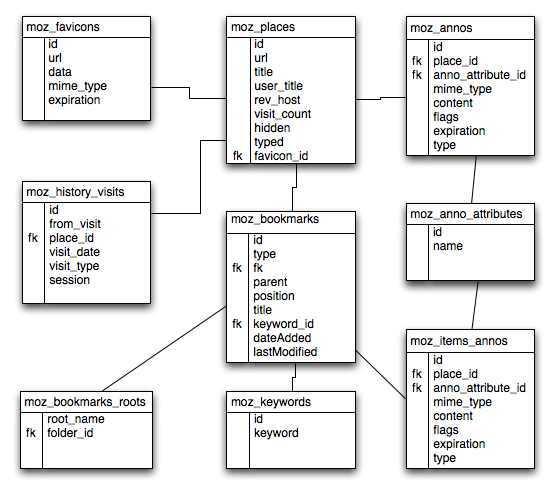 moz_favicons
id
url
data
mime_type
expiration
moz_places
id
url
title
user_title
rev_host
visit_count
hidden
typed
fk favicon_id
moz_annos
id
fk place_id
fk anno_attribute_id
mime_type
content
flags
expiration
type
moz_history_visits
id
from_visit
fk place_id
visit_date
visit_type
session
moz_bookmarks
id
type
fk fk
parent
position
title
fk keyword_id
dateAdded
lastModified
moz_anno_attributes
id
name
moz_items_annos
id
fk place_id
fk anno_attribute_id
mime_type
content
flags
expiration
type
moz_bookmarks_roots
root_name
fk folder_id
moz_keywords
id
keyword